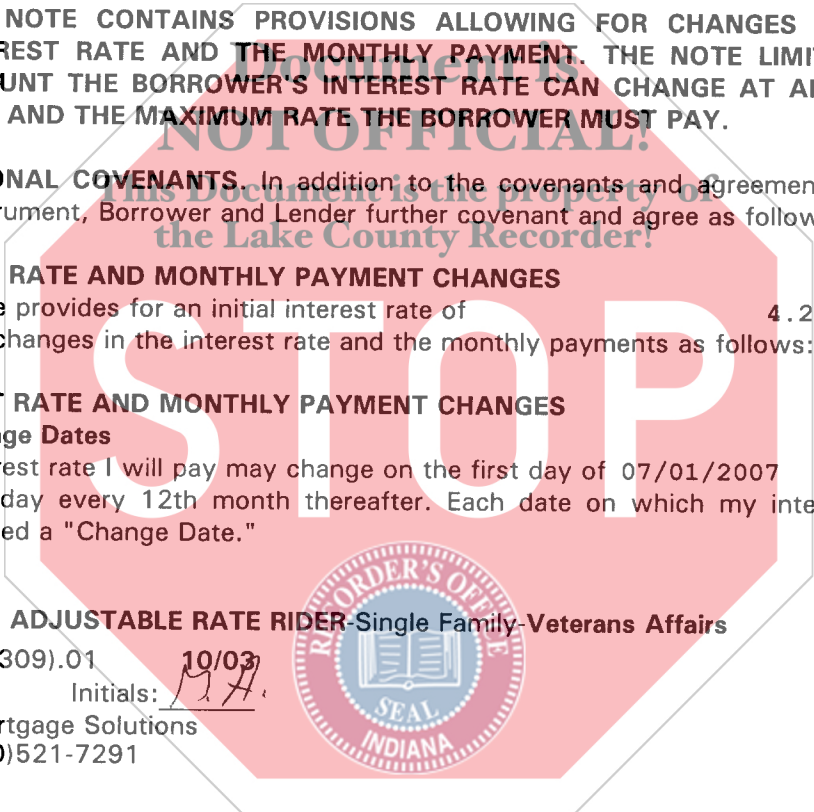 NOTE CONTAINS PROVISIONS ALLOWING FOR CHANGES
REST RATE AND THE MONTHLY PAYMENT. THE NOTE LIMI
UNT THE BORROWER'S INTEREST RATE CAN CHANGE AT A
AND THE MAXIMUM RATE THE BORROWER MUST PAY.
Document is
NOT OFFICIAL!
This Document is the property of
the Lake County Recorder!
ONAL COVENANTS. In addition to the covenants and agreemen
rument, Borrower and Lender further covenant and agree as follow
RATE AND MONTHLY PAYMENT CHANGES
e provides for an initial interest rate of 4.2
changes in the interest rate and the monthly payments as follows:
STOP
RATE AND MONTHLY PAYMENT CHANGES
ge Dates
rest rate I will pay may change on the first day of 07/01/2007
day every 12th month thereafter. Each date on which my inte
ed a "Change Date."
RECORDER'S OFFICE
SEAL
INDIANA
ADJUSTABLE RATE RIDER-Single Family-Veterans Affairs
309).01 10/03
Initials: M.A.
rtgage Solutions
0)521-7291